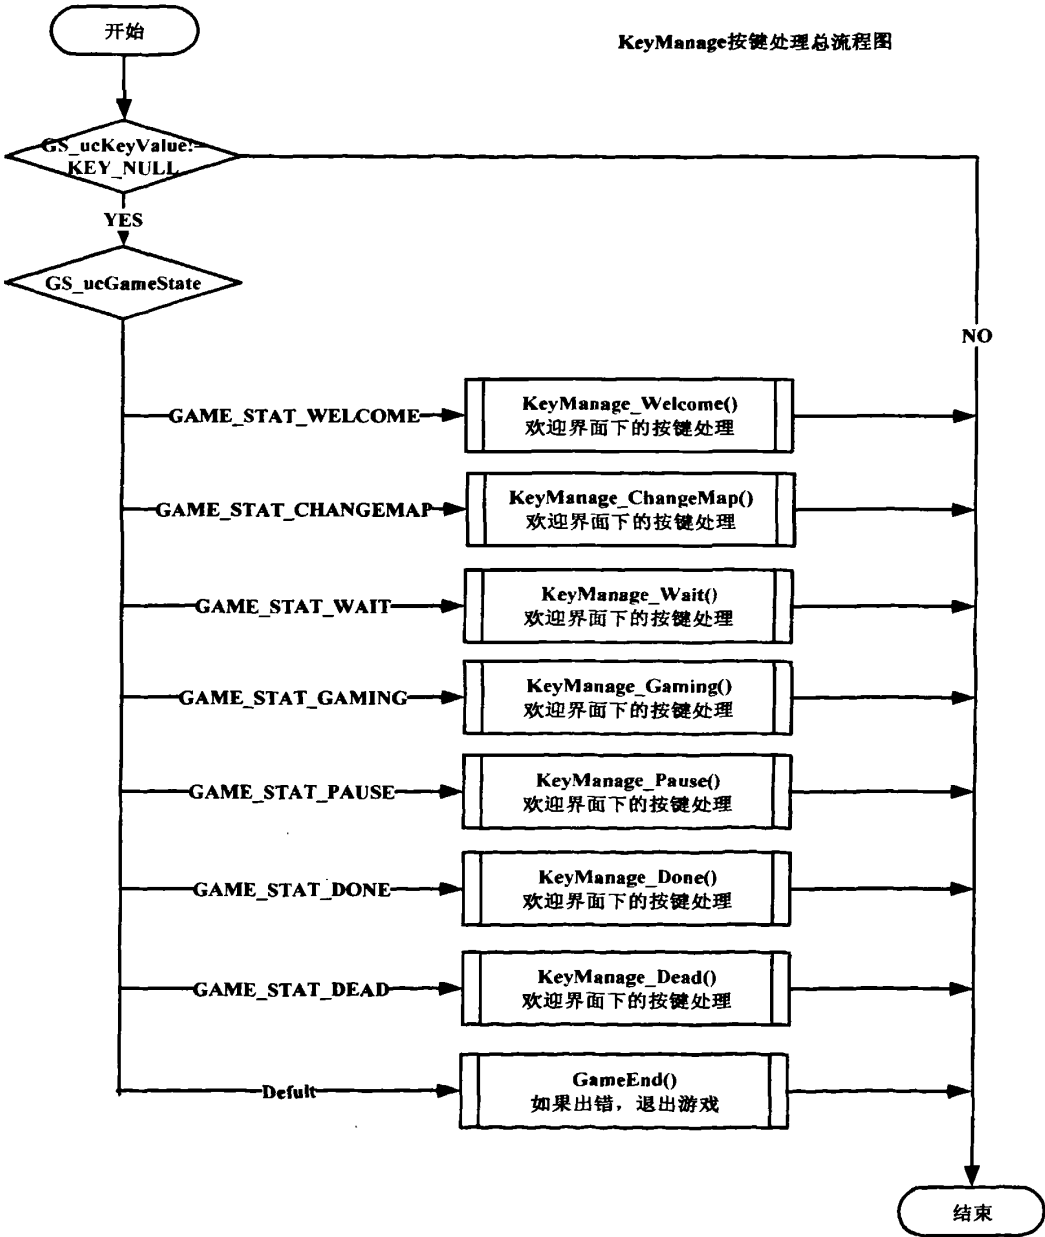 开始
KeyManage按键处理总流程图
GS_ucKeyValue!=
KEY_NULL
YES
GS_ucGameState
NO
GAME_STAT_WELCOME
KeyManage_Welcome()
欢迎界面下的按键处理
GAME_STAT_CHANGEMAP
KeyManage_ChangeMap()
欢迎界面下的按键处理
GAME_STAT_WAIT
KeyManage_Wait()
欢迎界面下的按键处理
GAME_STAT_GAMING
KeyManage_Gaming()
欢迎界面下的按键处理
GAME_STAT_PAUSE
KeyManage_Pause()
欢迎界面下的按键处理
GAME_STAT_DONE
KeyManage_Done()
欢迎界面下的按键处理
GAME_STAT_DEAD
KeyManage_Dead()
欢迎界面下的按键处理
Defult
GameEnd()
如果出错，退出游戏
结束